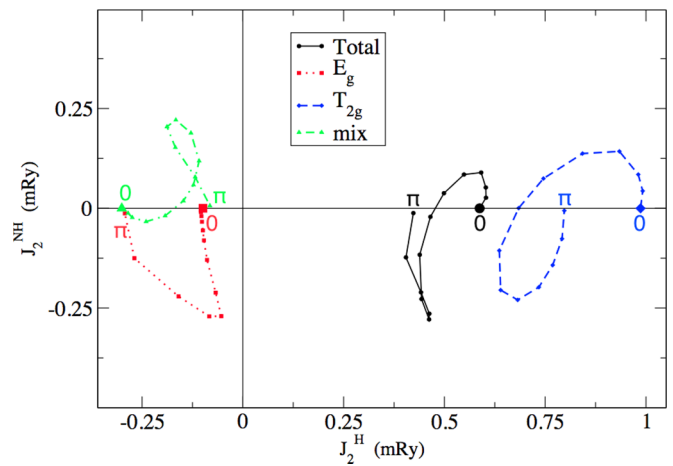 Total
E_g
T_2g
mix
0.25
0
-0.25
J_2^NH (mRy)
0
π
π
0
π
0
π
0
-0.25
0
0.25
0.5
0.75
1
J_2^H (mRy)